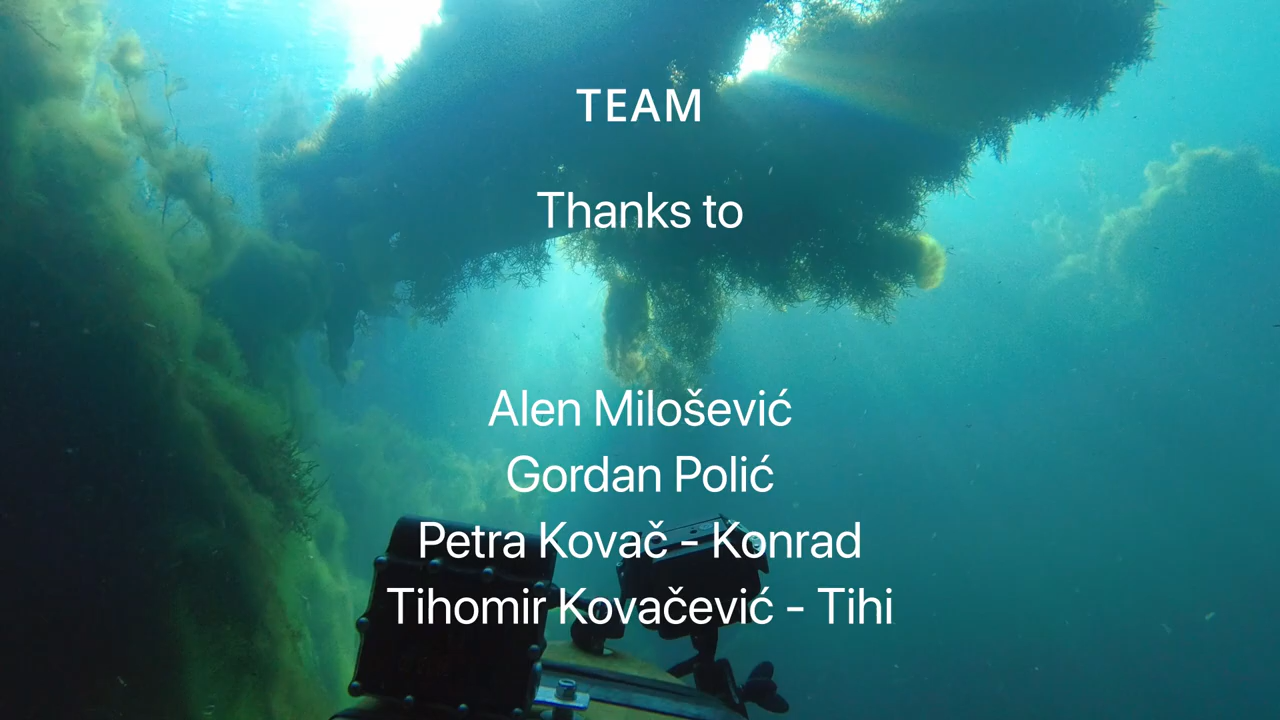 TEAM
Thanks to
Alen Milošević
Gordan Polić
Petra Kovač - Konrad
Tihomir Kovačević - Tihi